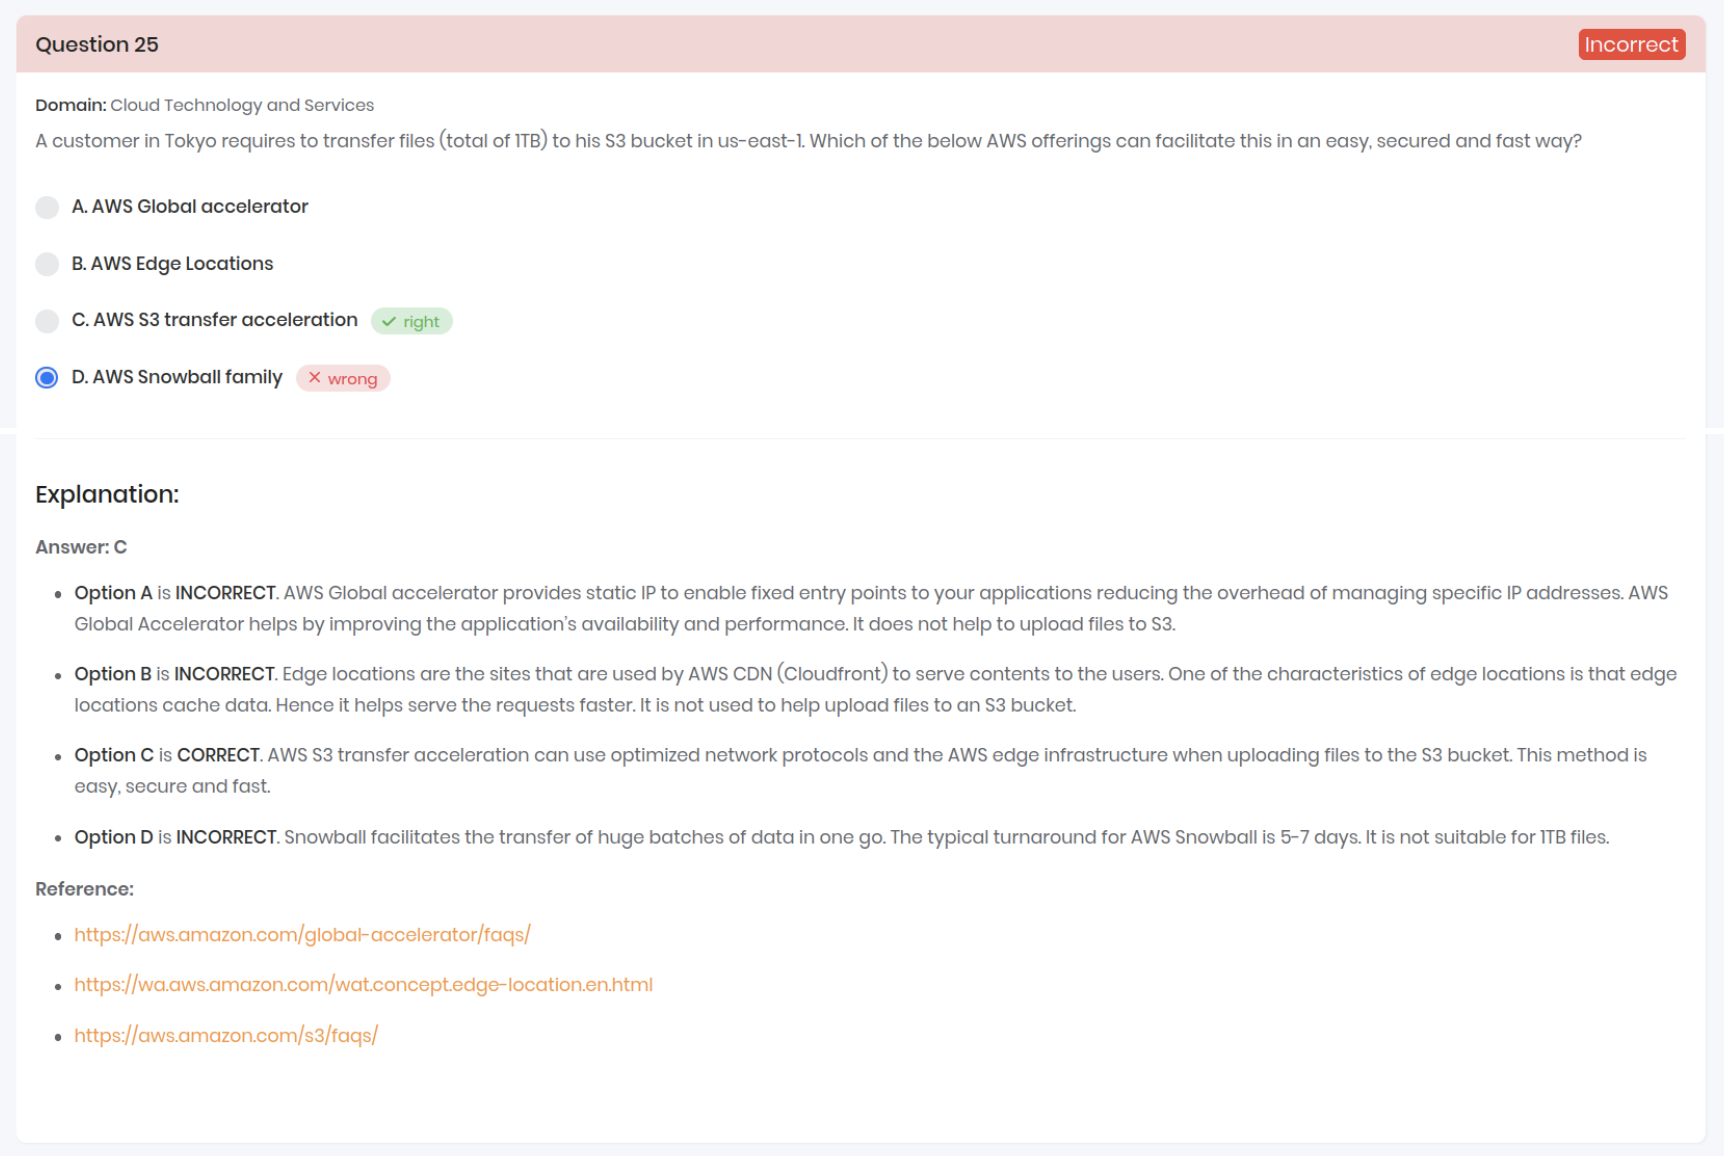 Question 25
Incorrect
Domain: Cloud Technology and Services
A customer in Tokyo requires to transfer files (total of 1TB) to his S3 bucket in us-east-1. Which of the below AWS offerings can facilitate this in an easy, secured and fast way?
A. AWS Global accelerator
B. AWS Edge Locations
C. AWS S3 transfer acceleration ✓ right
D. AWS Snowball family ✕ wrong
Explanation:
Answer: C
• Option A is INCORRECT. AWS Global accelerator provides static IP to enable fixed entry points to your applications reducing the overhead of managing specific IP addresses. AWS
Global Accelerator helps by improving the application's availability and performance. It does not help to upload files to S3.
• Option B is INCORRECT. Edge locations are the sites that are used by AWS CDN (Cloudfront) to serve contents to the users. One of the characteristics of edge locations is that edge
locations cache data. Hence it helps serve the requests faster. It is not used to help upload files to an S3 bucket.
• Option C is CORRECT. AWS S3 transfer acceleration can use optimized network protocols and the AWS edge infrastructure when uploading files to the S3 bucket. This method is
easy, secure and fast.
• Option D is INCORRECT. Snowball facilitates the transfer of huge batches of data in one go. The typical turnaround for AWS Snowball is 5-7 days. It is not suitable for 1TB files.
Reference:
• https://aws.amazon.com/global-accelerator/faqs/
• https://wa.aws.amazon.com/wat.concept.edge-location.en.html
• https://aws.amazon.com/s3/faqs/